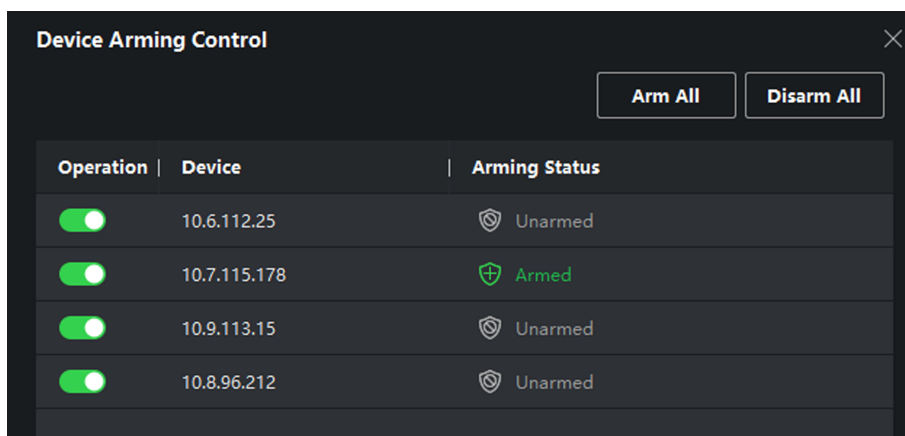 Device Arming Control
Arm All Disarm All
Operation Device Arming Status
10.6.112.25 Unarmed
10.7.115.178 Armed
10.9.113.15 Unarmed
10.8.96.212 Unarmed